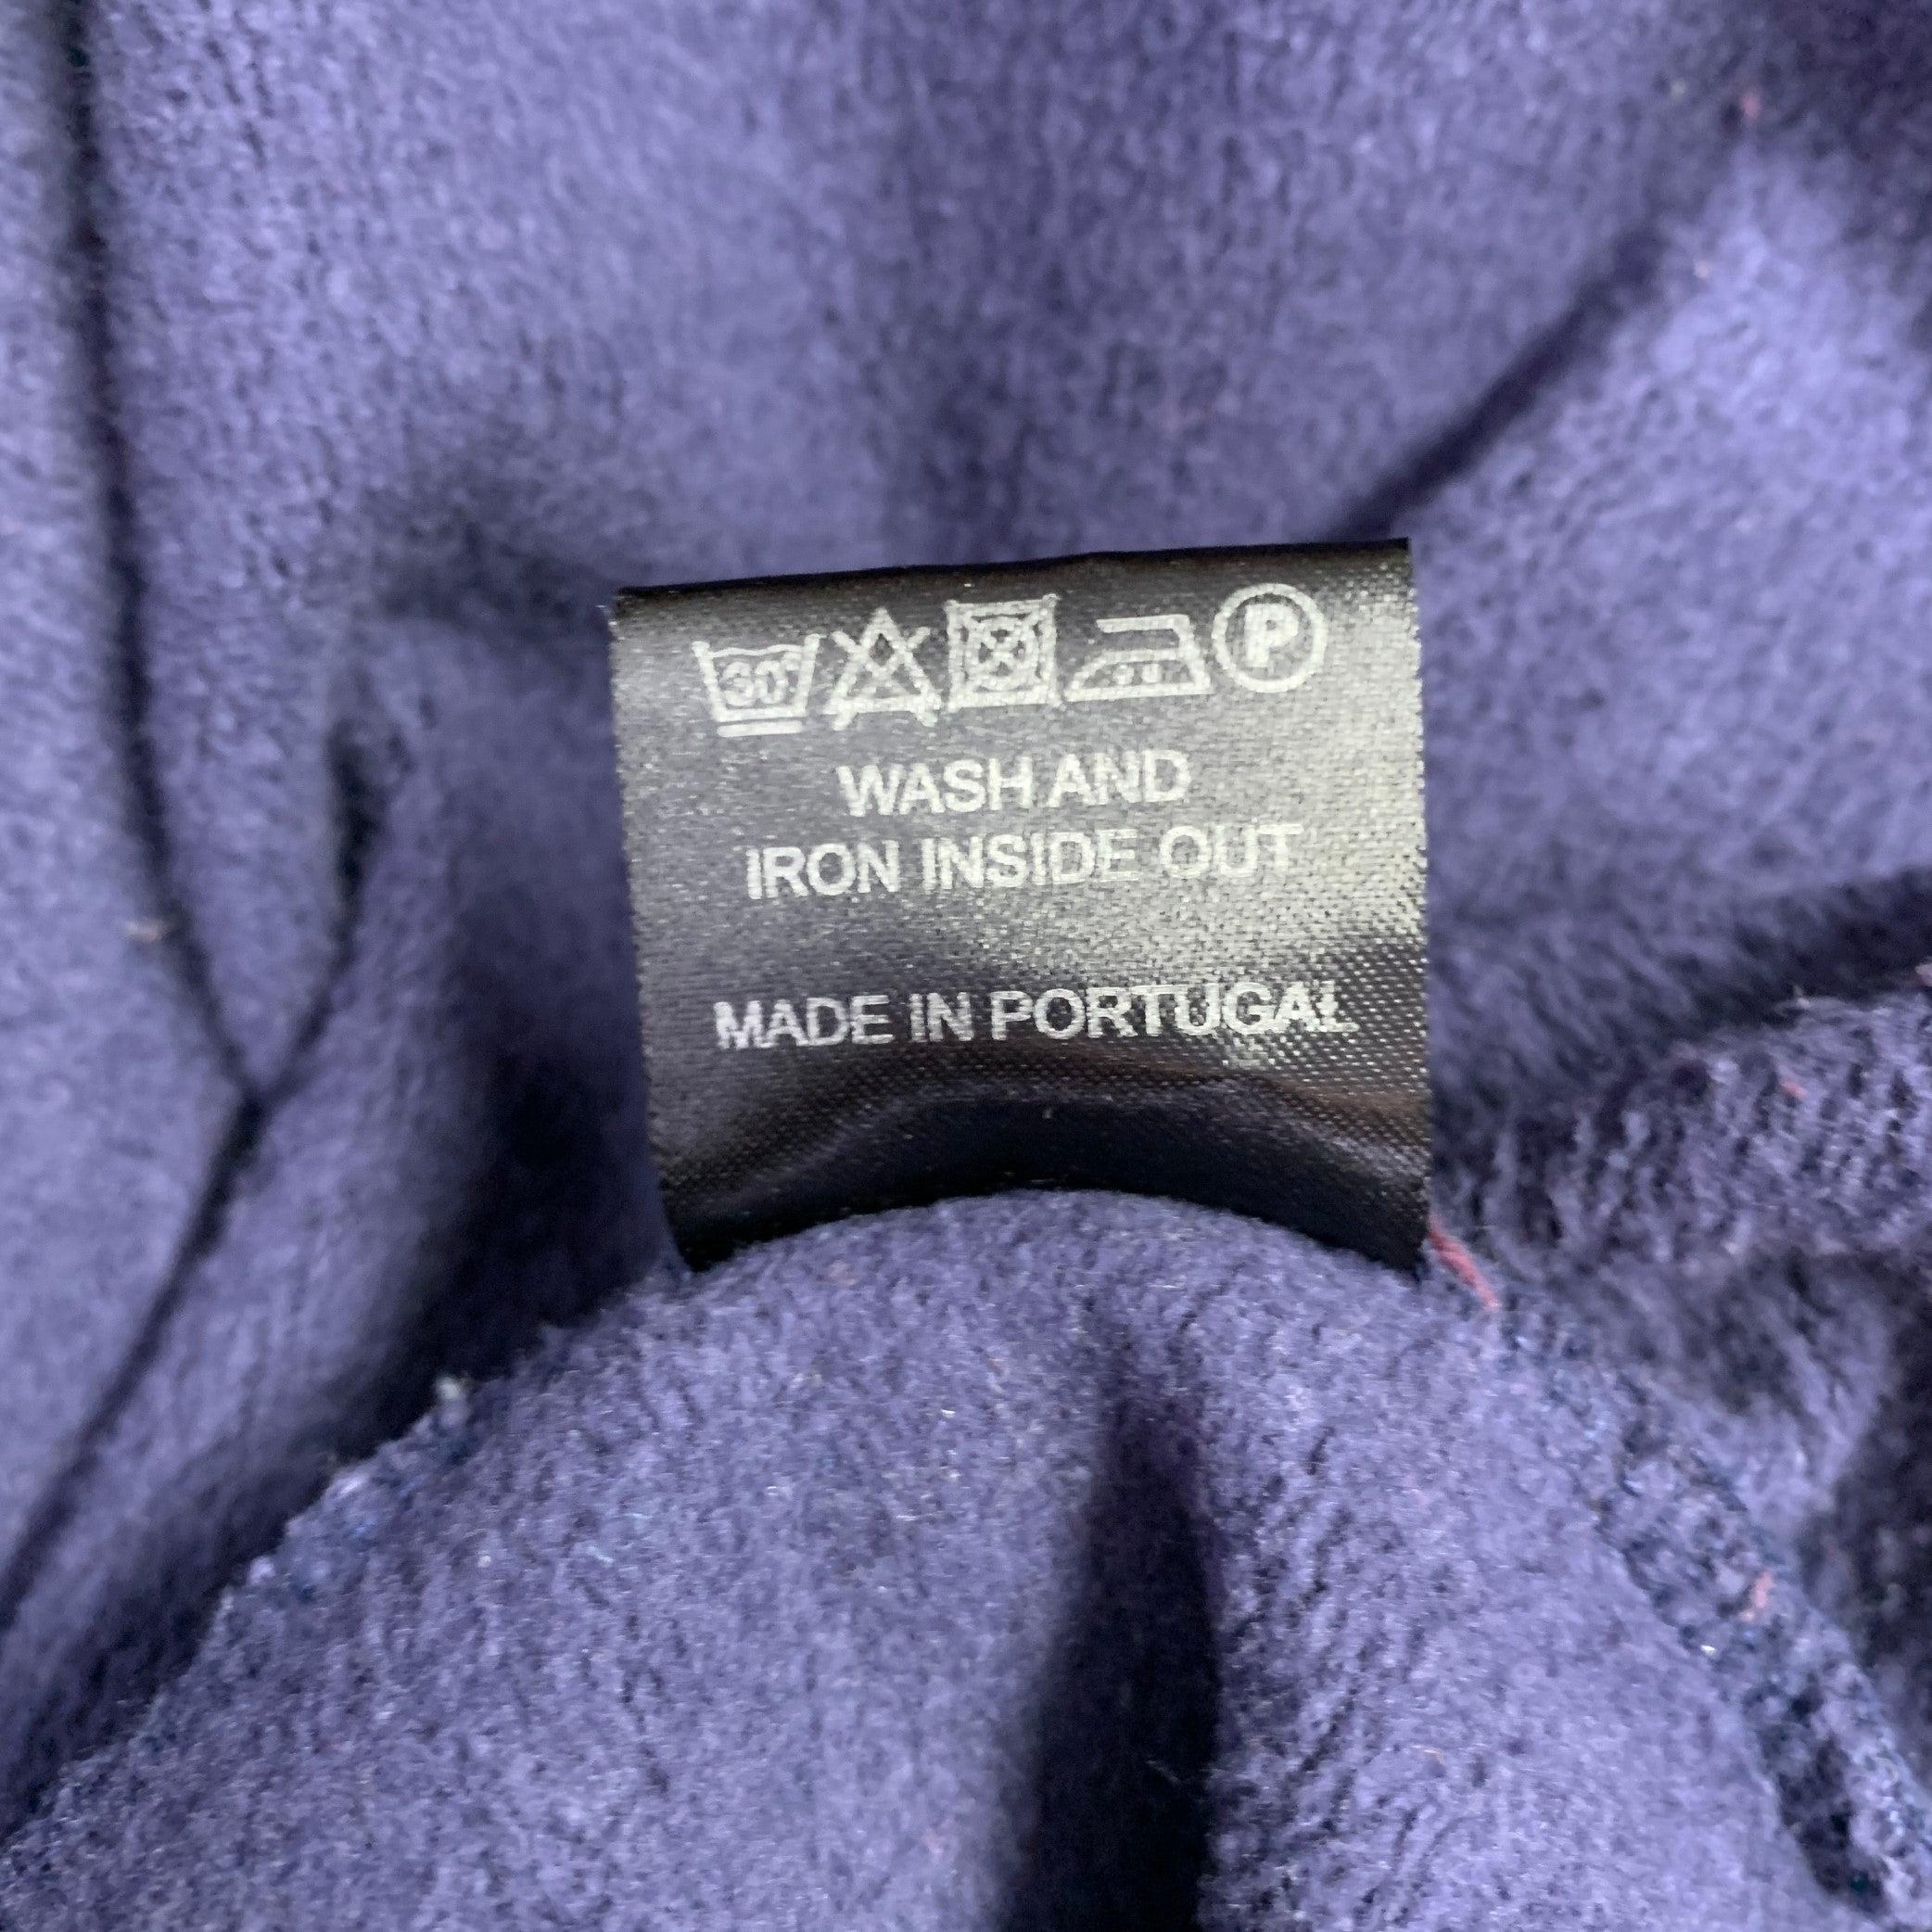 30° P
WASH AND
IRON INSIDE OUT
MADE IN PORTUGAL